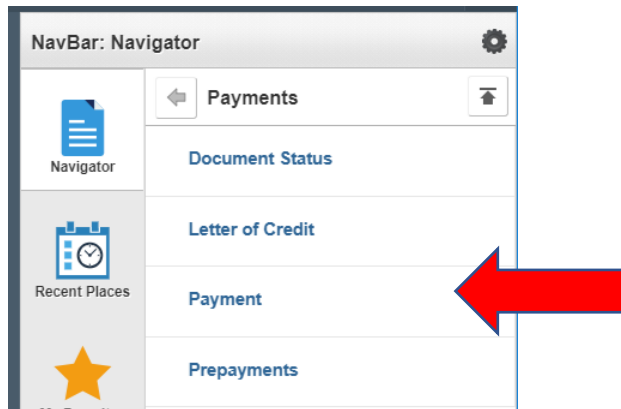 NavBar: Navigator
Payments
Navigator
Document Status
Letter of Credit
Recent Places
Payment
Prepayments